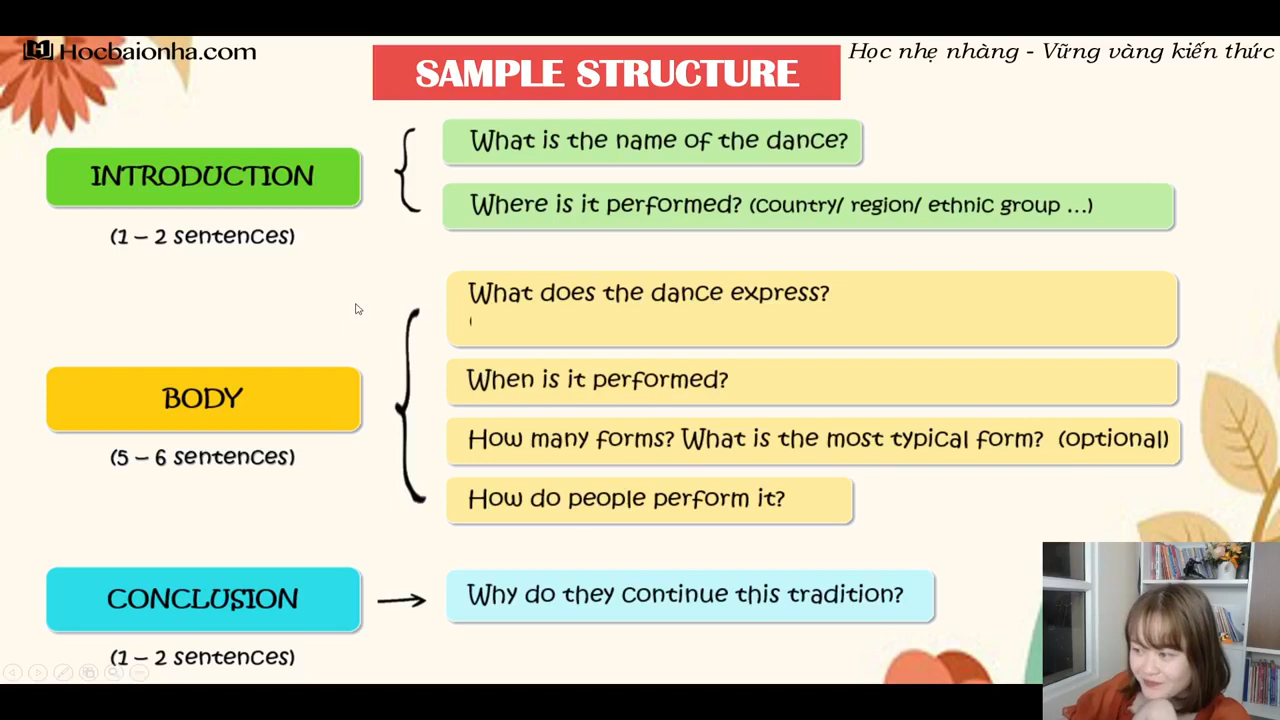 Hocbaionha.com
Học nhẹ nhàng - Vững vàng kiến thức
SAMPLE STRUCTURE
INTRODUCTION
(1 – 2 sentences)
What is the name of the dance?
Where is it performed? (country/ region/ ethnic group ...)
BODY
(5 – 6 sentences)
What does the dance express?
(
When is it performed?
How many forms? What is the most typical form? (optional)
How do people perform it?
CONCLUSION
(1 – 2 sentences)
Why do they continue this tradition?